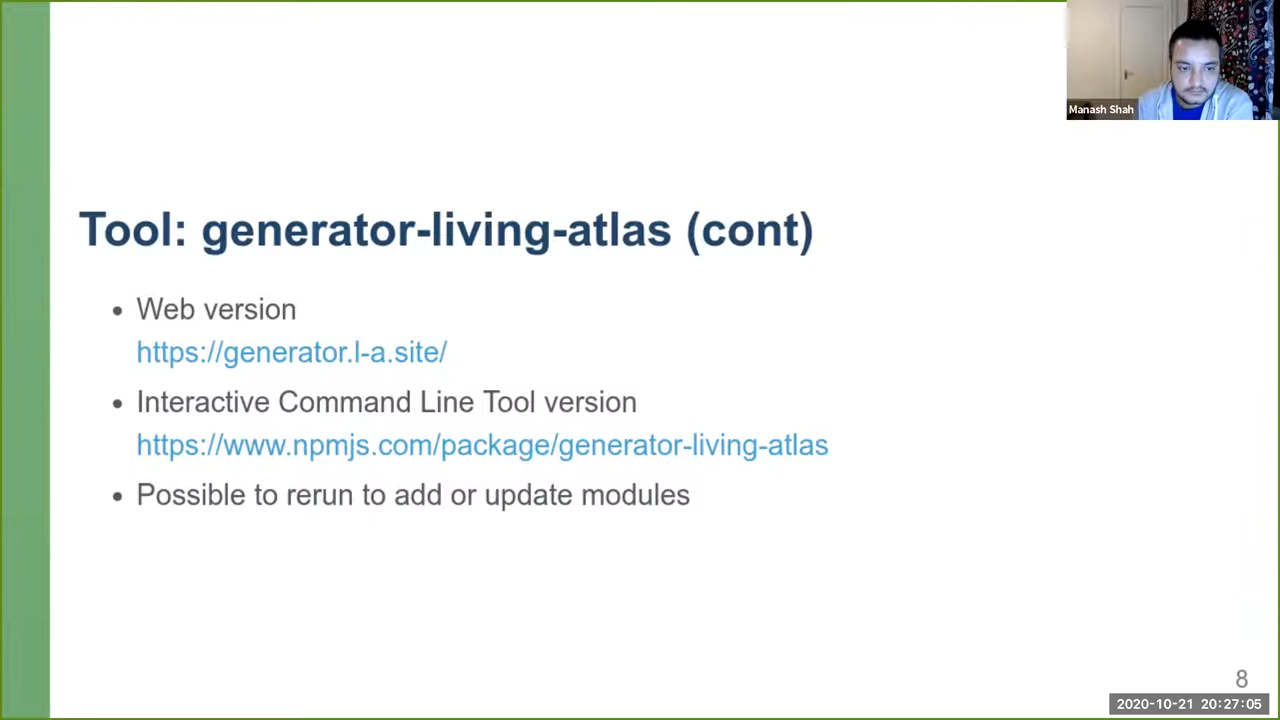 Manash Shah
Tool: generator-living-atlas (cont)
• Web version
https://generator.l-a.site/
• Interactive Command Line Tool version
https://www.npmjs.com/package/generator-living-atlas
• Possible to rerun to add or update modules
8
2020-10-21 20:27:05